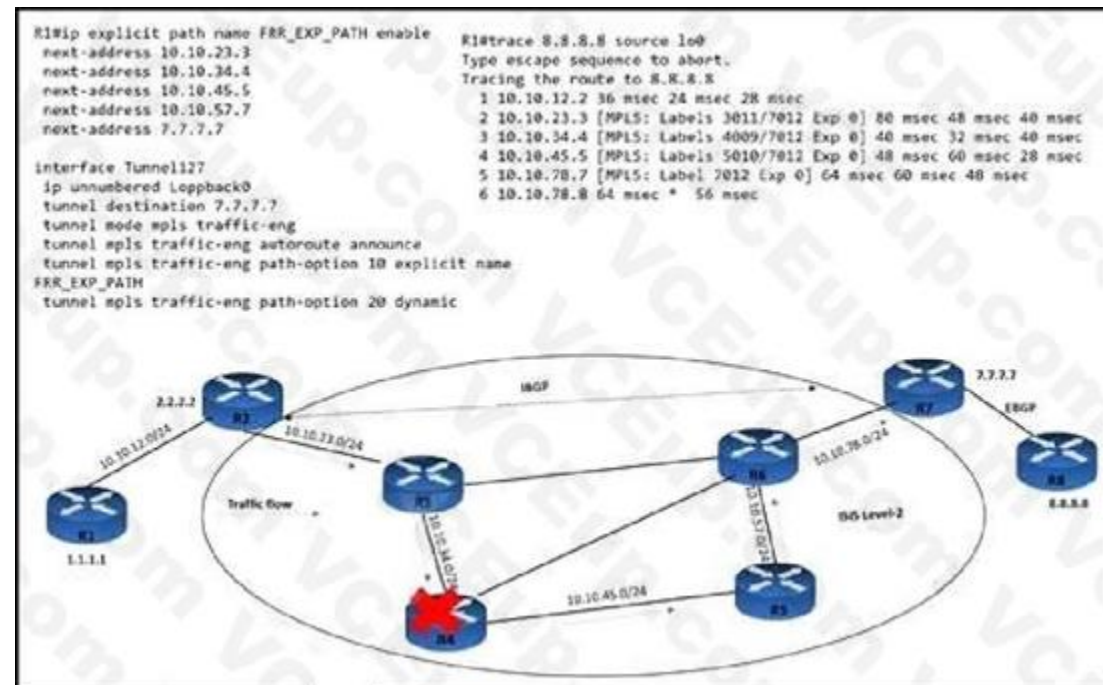 R1#ip explicit path name FRR_EXP_PATH enable
next-address 10.10.23.3
next-address 10.10.34.4
next-address 10.10.45.5
next-address 10.10.57.7
next-address 7.7.7.7
interface Tunnel127
ip unnumbered Loppback0
tunnel destination 7.7.7.7
tunnel mode mpls traffic-eng
tunnel mpls traffic-eng autoroute announce
tunnel mpls traffic-eng path-option 10 explicit name
FRR_EXP_PATH
tunnel mpls traffic-eng path-option 20 dynamic
R1#trace 8.8.8.8 source lo0
Type escape sequence to abort.
Tracing the route to 8.8.8.8
1 10.10.12.2 36 msec 24 msec 28 msec
2 10.10.23.3 [MPLS: Labels 3011/7012 Exp 0] 80 msec 48 msec 40 msec
3 10.10.34.4 [MPLS: Labels 4009/7012 Exp 0] 40 msec 32 msec 40 msec
4 10.10.45.5 [MPLS: Labels 5010/7012 Exp 0] 48 msec 60 msec 28 msec
5 10.10.78.7 [MPLS: Label 7012 Exp 0] 64 msec 60 msec 48 msec
6 10.10.78.8 64 msec * 56 msec
IBGP
2.2.2.2
R2
7.7.7.7
R7
EBGP
10.10.12.0/24
10.10.23.0/24
R6
10.10.78.0/24
R8
8.8.8.8
R1
1.1.1.1
Traffic flow
10.10.34.0/24
10.10.57.0/24
ISIS Level-2
R4
10.10.45.0/24
VCEup.com